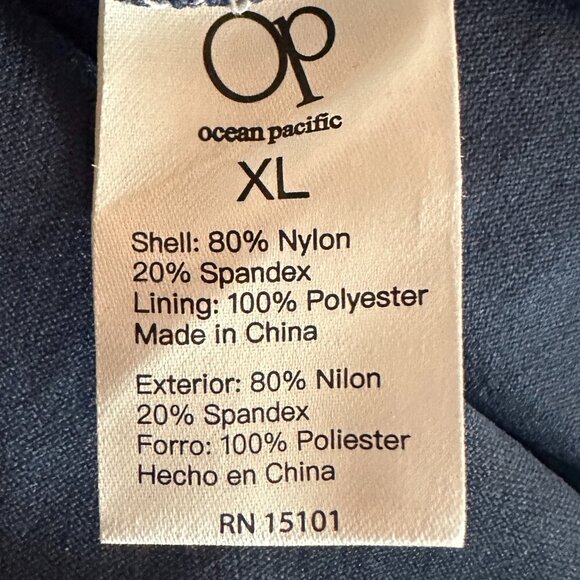 Op
ocean pacific
XL
Shell: 80% Nylon
20% Spandex
Lining: 100% Polyester
Made in China
Exterior: 80% Nilon
20% Spandex
Forro: 100% Poliester
Hecho en China
RN 15101